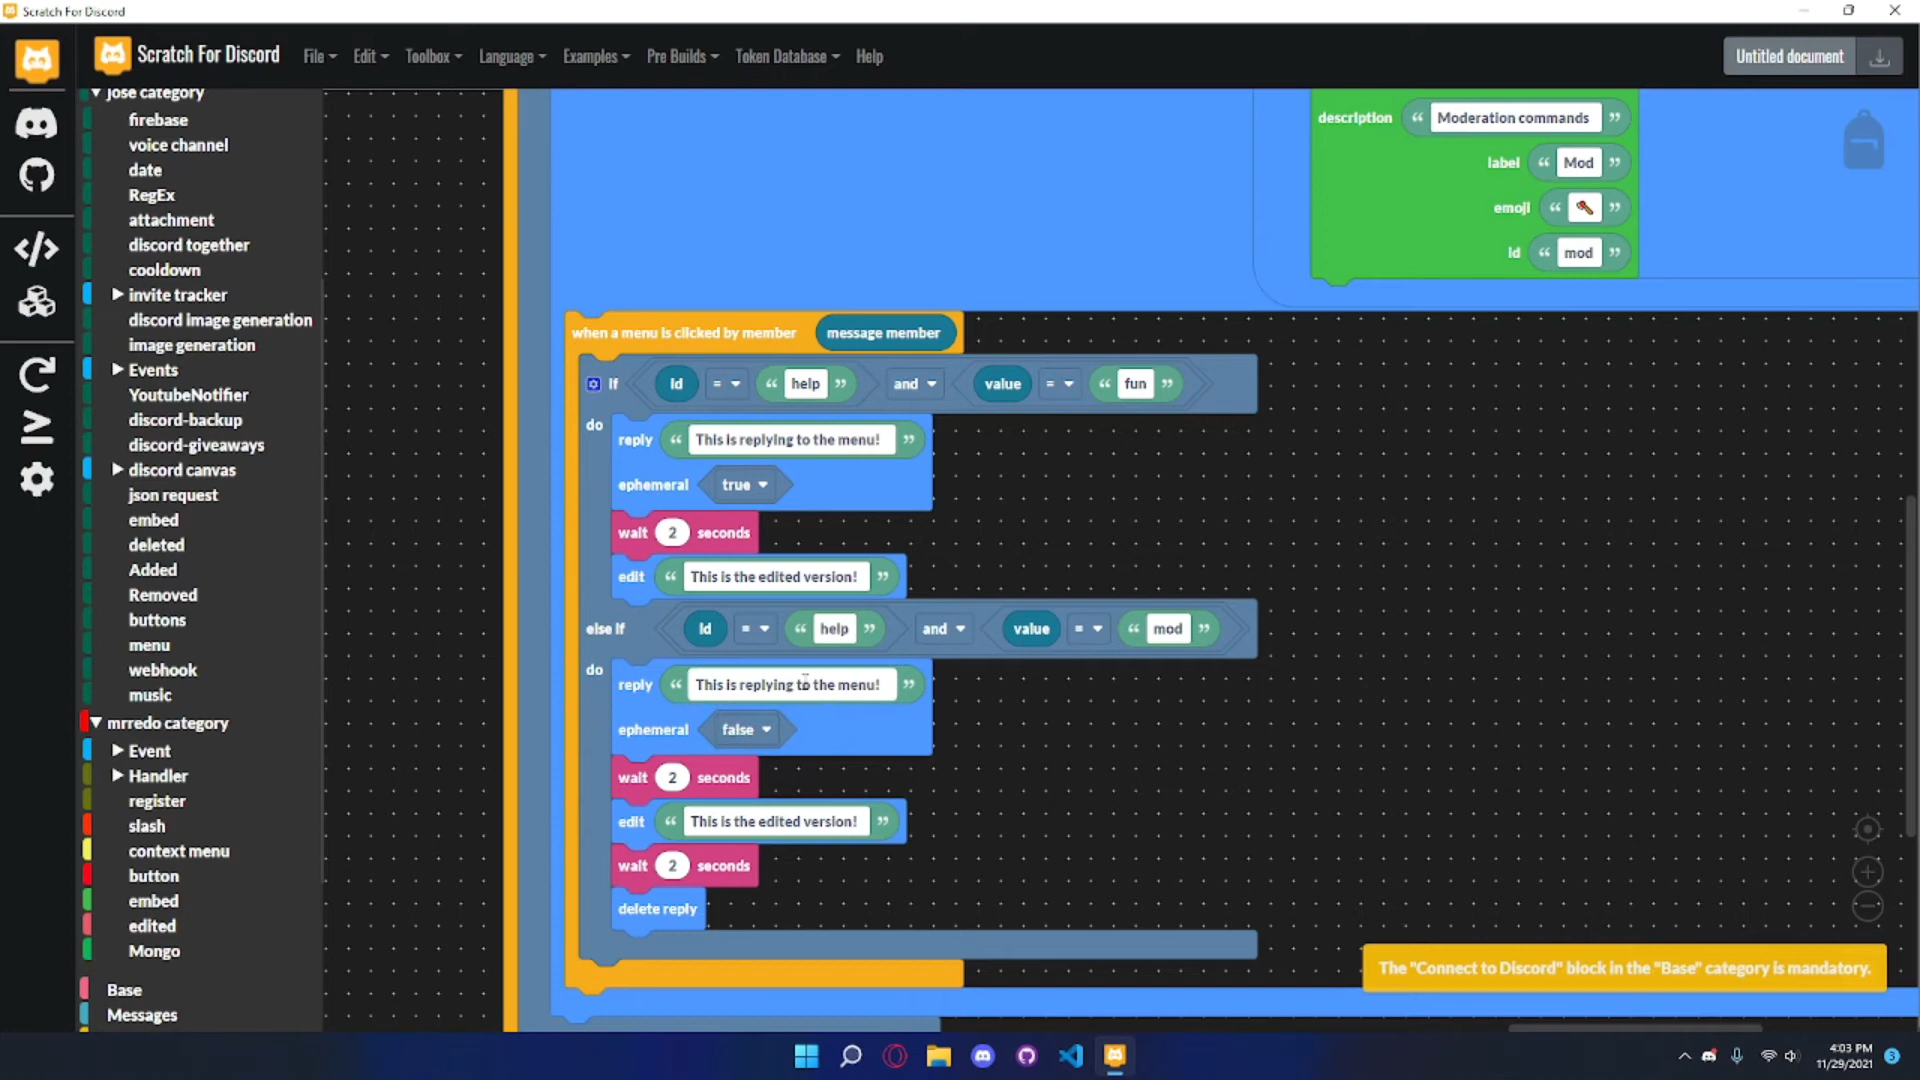 Scratch For Discord
Scratch For Discord
File
Edit
Toolbox
Language
Examples
Pre Builds
Token Database
Help
Untitled document
jose category
firebase
voice channel
date
RegEx
attachment
discord together
cooldown
invite tracker
discord image generation
image generation
Events
YoutubeNotifier
discord-backup
discord-giveaways
discord canvas
json request
embed
deleted
Added
Removed
buttons
menu
webhook
music
mrredo category
Event
Handler
register
slash
context menu
button
embed
edited
Mongo
Base
Messages
description “ Moderation commands ”
label “ Mod ”
emoji “ ”
Id “ mod ”
when a menu is clicked by member message member
If Id = “ help ” and value = “ fun ”
do
reply “ This is replying to the menu! ”
ephemeral true
wait 2 seconds
edit “ This is the edited version! ”
else if Id = “ help ” and value = “ mod ”
do
reply “ This is replying to the menu! ”
ephemeral false
wait 2 seconds
edit “ This is the edited version! ”
wait 2 seconds
delete reply
The "Connect to Discord" block in the "Base" category is mandatory.
4:03 PM
11/29/2021
3